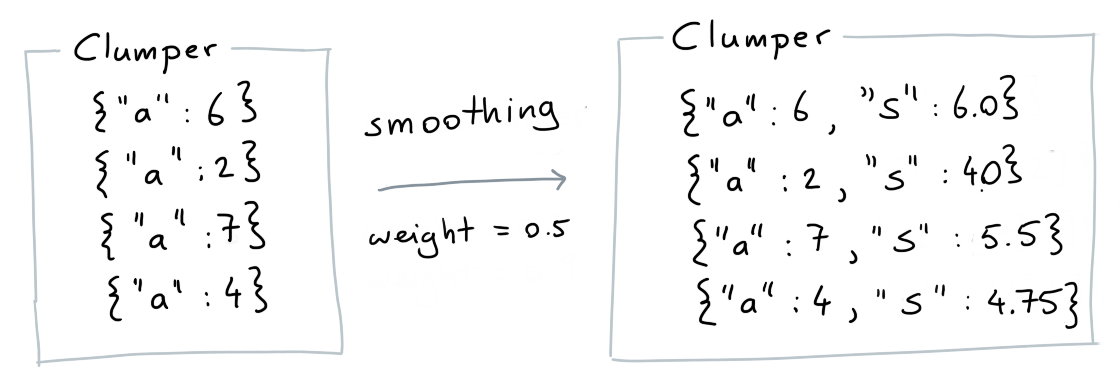 Clumper
{"a" : 6}
{"a" : 2}
{"a" : 7}
{"a" : 4}
smoothing
weight = 0.5
Clumper
{"a" : 6, "s" : 6.0}
{"a" : 2, "s" : 4.0}
{"a" : 7, "s" : 5.5}
{"a" : 4, "s" : 4.75}